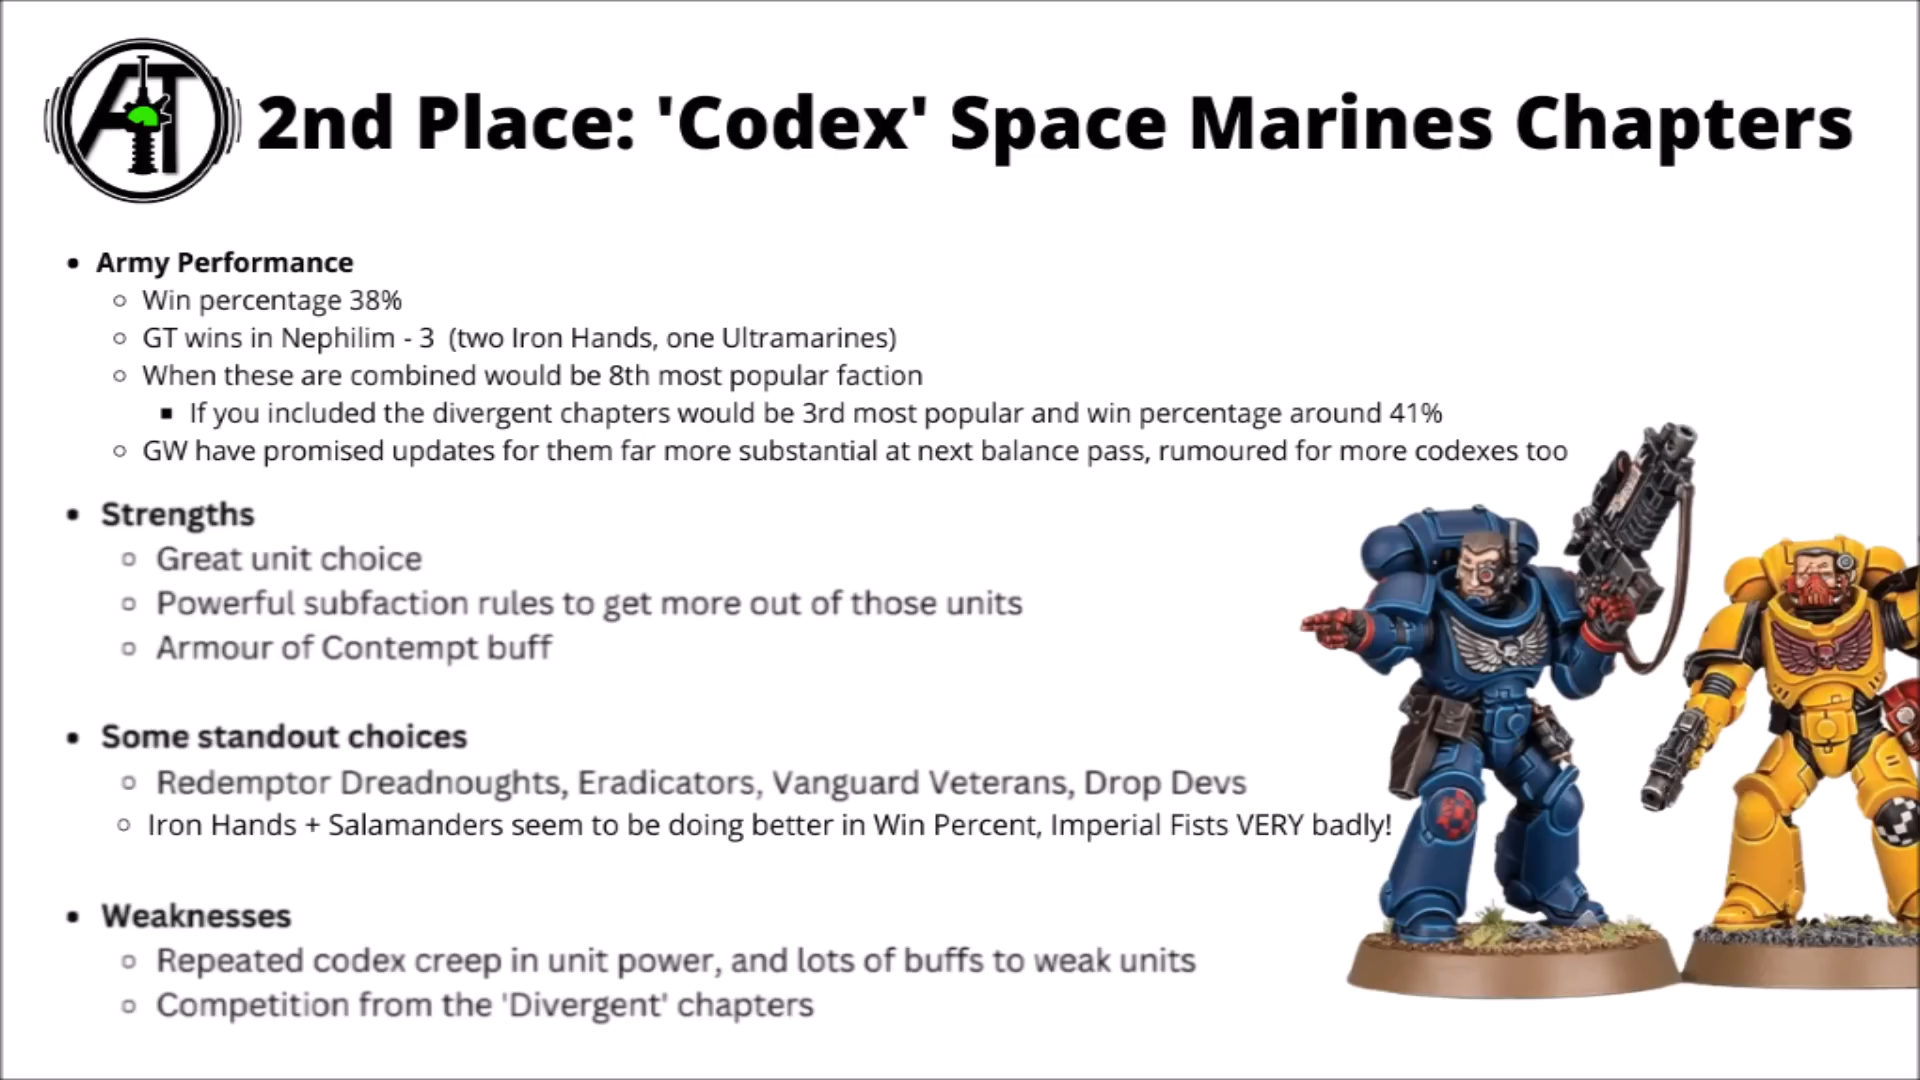 AT
2nd Place: 'Codex' Space Marines Chapters
• Army Performance
○ Win percentage 38%
○ GT wins in Nephilim - 3 (two Iron Hands, one Ultramarines)
○ When these are combined would be 8th most popular faction
▪ If you included the divergent chapters would be 3rd most popular and win percentage around 41%
○ GW have promised updates for them far more substantial at next balance pass, rumoured for more codexes too
• Strengths
○ Great unit choice
○ Powerful subfaction rules to get more out of those units
○ Armour of Contempt buff
• Some standout choices
○ Redemptor Dreadnoughts, Eradicators, Vanguard Veterans, Drop Devs
○ Iron Hands + Salamanders seem to be doing better in Win Percent, Imperial Fists VERY badly!
• Weaknesses
○ Repeated codex creep in unit power, and lots of buffs to weak units
○ Competition from the 'Divergent' chapters